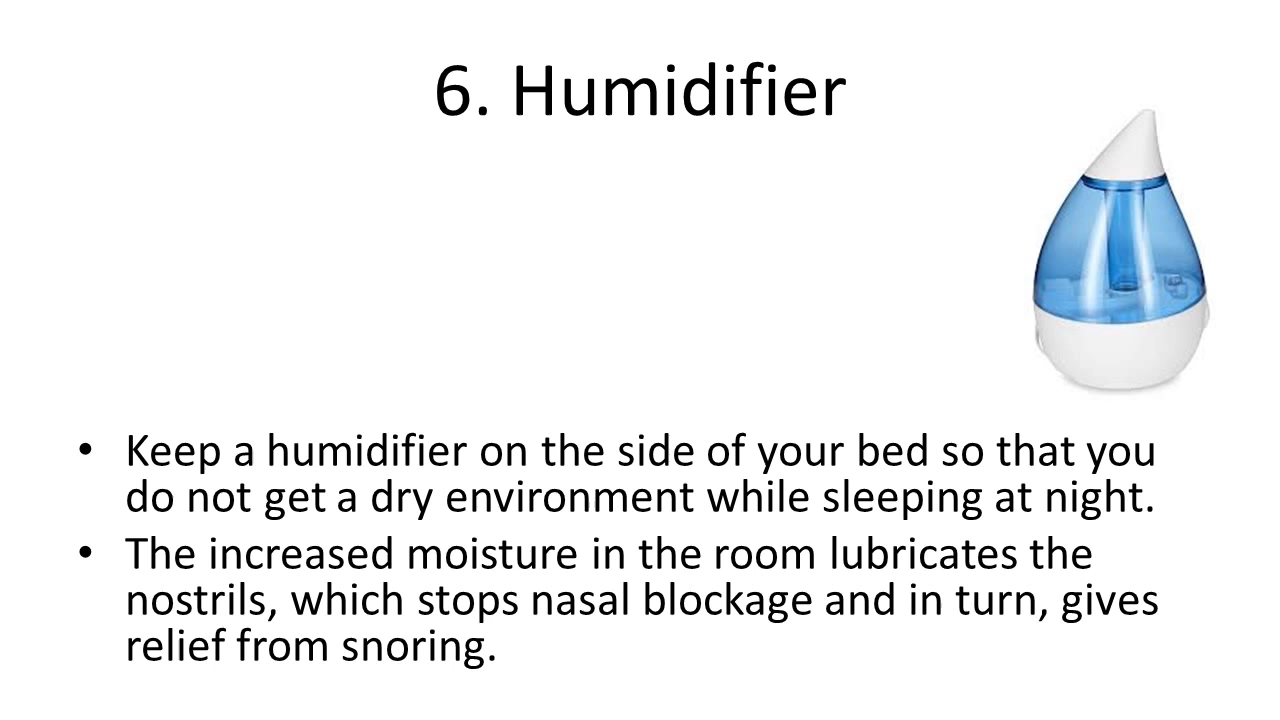 6. Humidifier
• Keep a humidifier on the side of your bed so that you
do not get a dry environment while sleeping at night.
• The increased moisture in the room lubricates the
nostrils, which stops nasal blockage and in turn, gives
relief from snoring.